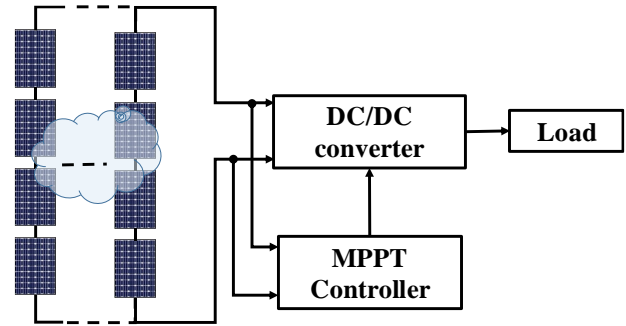 DC/DC
converter
Load
MPPT
Controller